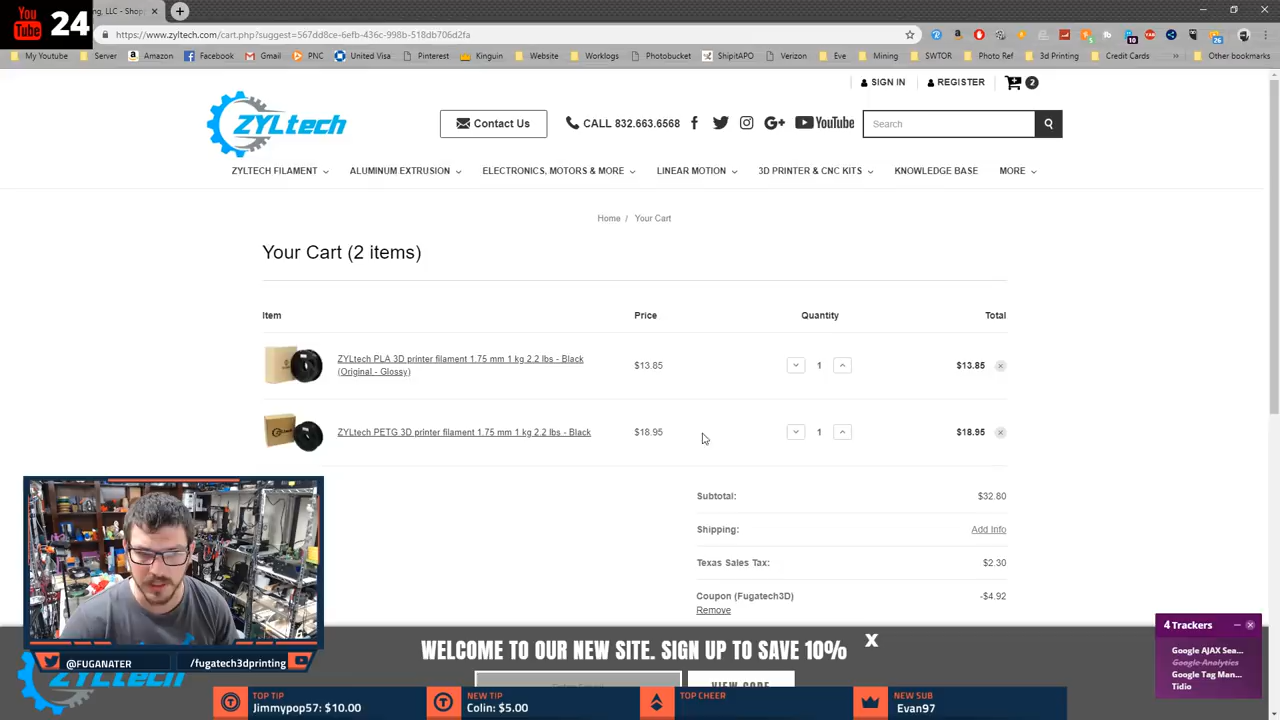 You Tube 24
ng, LLC - Shopp
https://www.zyltech.com/cart.php?suggest=567dd8ce-6efb-436c-998b-518db706d2fa
My Youtube Server Amazon Facebook Gmail PNC United Visa Pinterest Kinguin Website Worklogs Photobucket ShipitAPO Verizon Eve Mining SWTOR Photo Ref 3d Printing Credit Cards Other bookmarks
SIGN IN REGISTER 2
ZYLtech
Contact Us CALL 832.663.6568 YouTube Search
ZYLTECH FILAMENT ALUMINUM EXTRUSION ELECTRONICS, MOTORS & MORE LINEAR MOTION 3D PRINTER & CNC KITS KNOWLEDGE BASE MORE
Home / Your Cart
Your Cart (2 items)
Item Price Quantity Total
ZYLtech PLA 3D printer filament 1.75 mm 1 kg 2.2 lbs - Black
(Original - Glossy)
$13.85 1 $13.85
ZYLtech PETG 3D printer filament 1.75 mm 1 kg 2.2 lbs - Black $18.95 1 $18.95
Subtotal: $32.80
Shipping: Add Info
Texas Sales Tax: $2.30
Coupon (Fugatech3D) -$4.92
Remove
WELCOME TO OUR NEW SITE. SIGN UP TO SAVE 10% X
VIEW CODE
4 Trackers
Google AJAX Sea...
Google Analytics
Google Tag Man...
Tidio
@FUGANATER /fugatech3dprinting
TOP TIP
Jimmypop57: $10.00
NEW TIP
Colin: $5.00
TOP CHEER
NEW SUB
Evan97